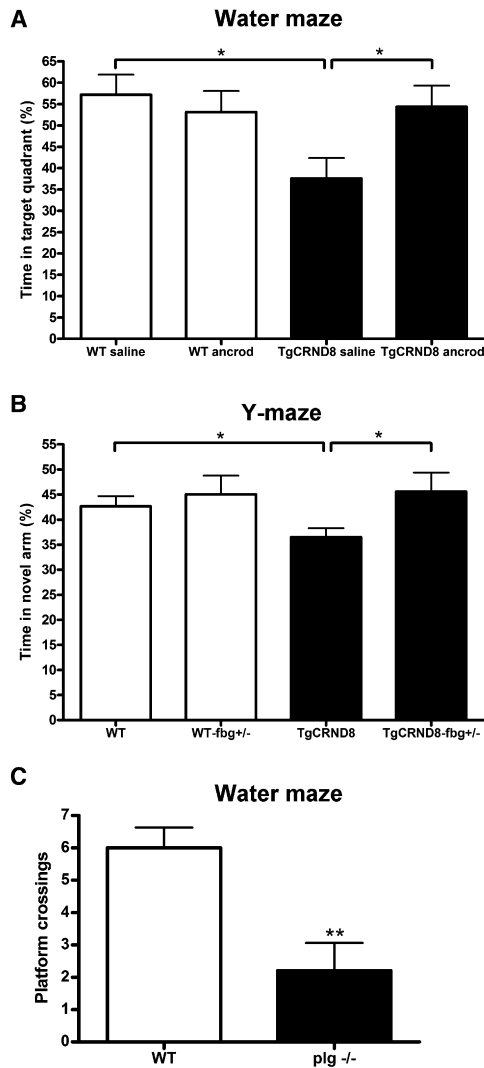 A
Water maze
Time in target quadrant (%)
65
60
55
50
45
40
35
30
25
20
15
10
5
0
*
*
WT saline
WT ancrod
TgCRND8 saline
TgCRND8 ancrod
B
Y-maze
Time in novel arm (%)
55
50
45
40
35
30
25
20
15
10
5
0
*
*
WT
WT-fbg+/-
TgCRND8
TgCRND8-fbg+/-
C
Water maze
Platform crossings
7
6
5
4
3
2
1
0
**
WT
plg -/-